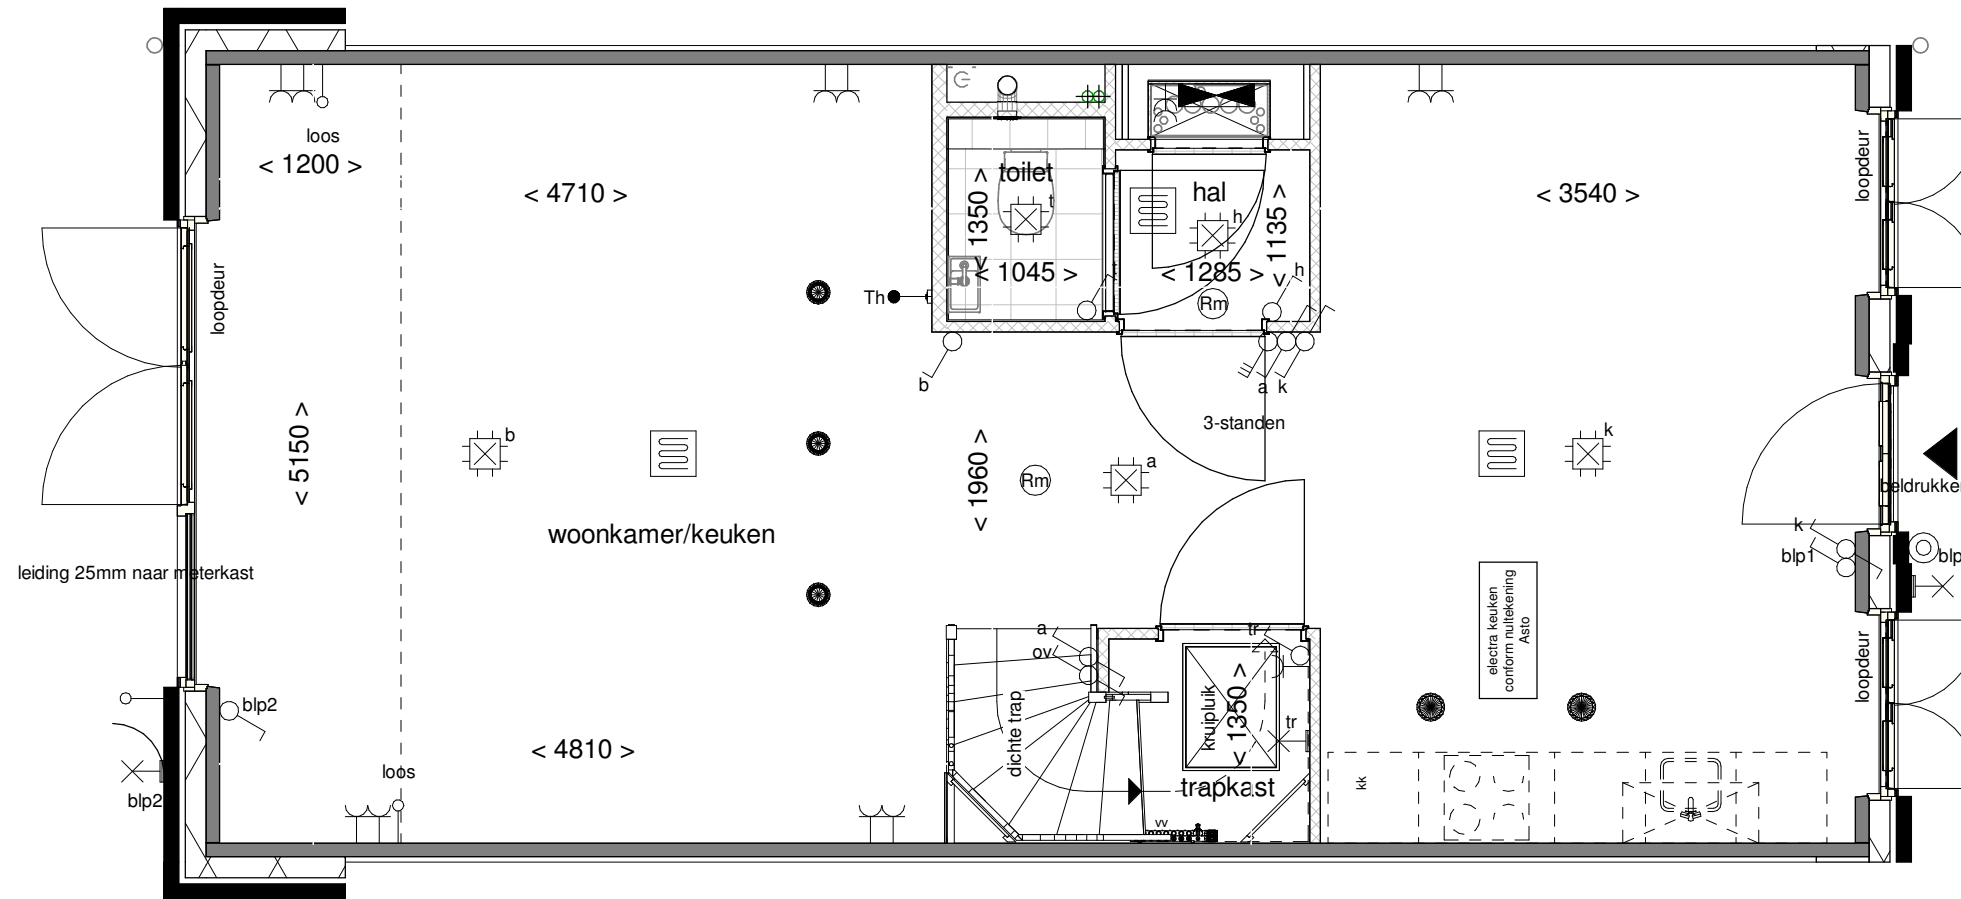 loos
< 1200 >
< 4710 >
toilet
t
< 1350 >
< 1045 >
hal
h
< 1135 >
< 1285 >
h
Rm
< 3540 >
loopdeur
loopdeur
Th
b
a
k
3-standen
< 5150 >
b
< 1960 >
Rm
a
k
beldrukker
woonkamer/keuken
leiding 25mm naar meterkast
k
blp1
blp
electra keuken
conform nultekening
Asto
a
ov
tr
loopdeur
blp2
dichte trap
kruipluik
< 1350 >
tr
< 4810 >
loos
blp2
trapkast
kk
vv